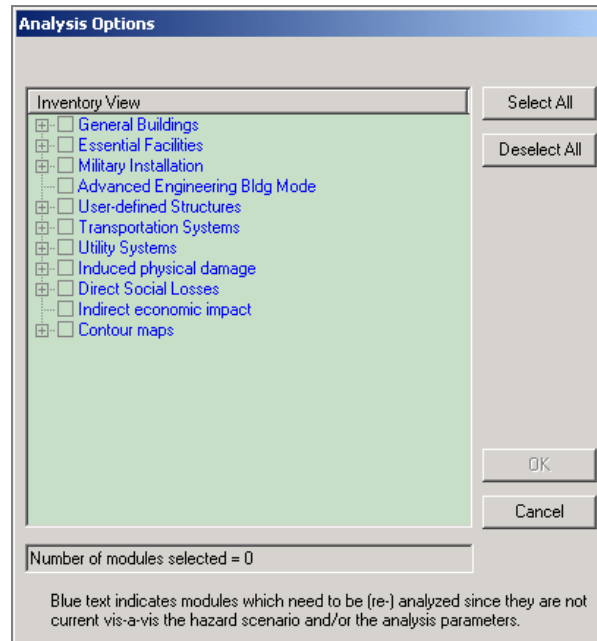 Analysis Options
Inventory View
General Buildings
Essential Facilities
Military Installation
Advanced Engineering Bldg Mode
User-defined Structures
Transportation Systems
Utility Systems
Induced physical damage
Direct Social Losses
Indirect economic impact
Contour maps
Select All
Deselect All
OK
Cancel
Number of modules selected = 0
Blue text indicates modules which need to be (re-) analyzed since they are not
current vis-a-vis the hazard scenario and/or the analysis parameters.